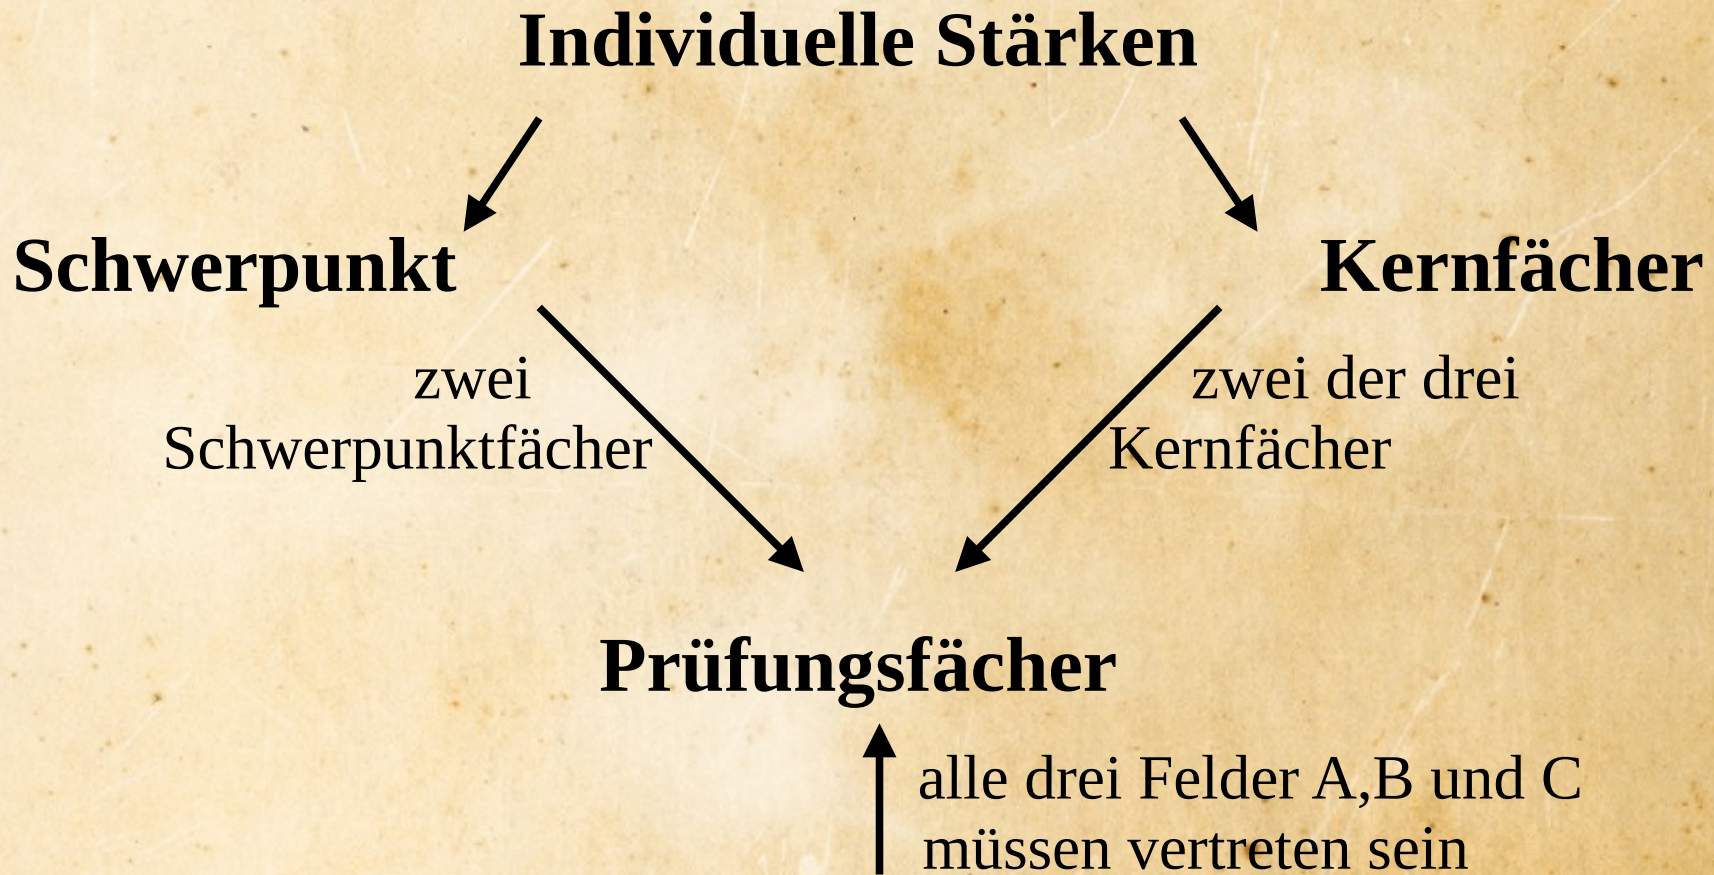 Individuelle Stärken
Schwerpunkt
Kernfächer
zwei
Schwerpunktfächer
zwei der drei
Kernfächer
Prüfungsfächer
alle drei Felder A,B und C
müssen vertreten sein